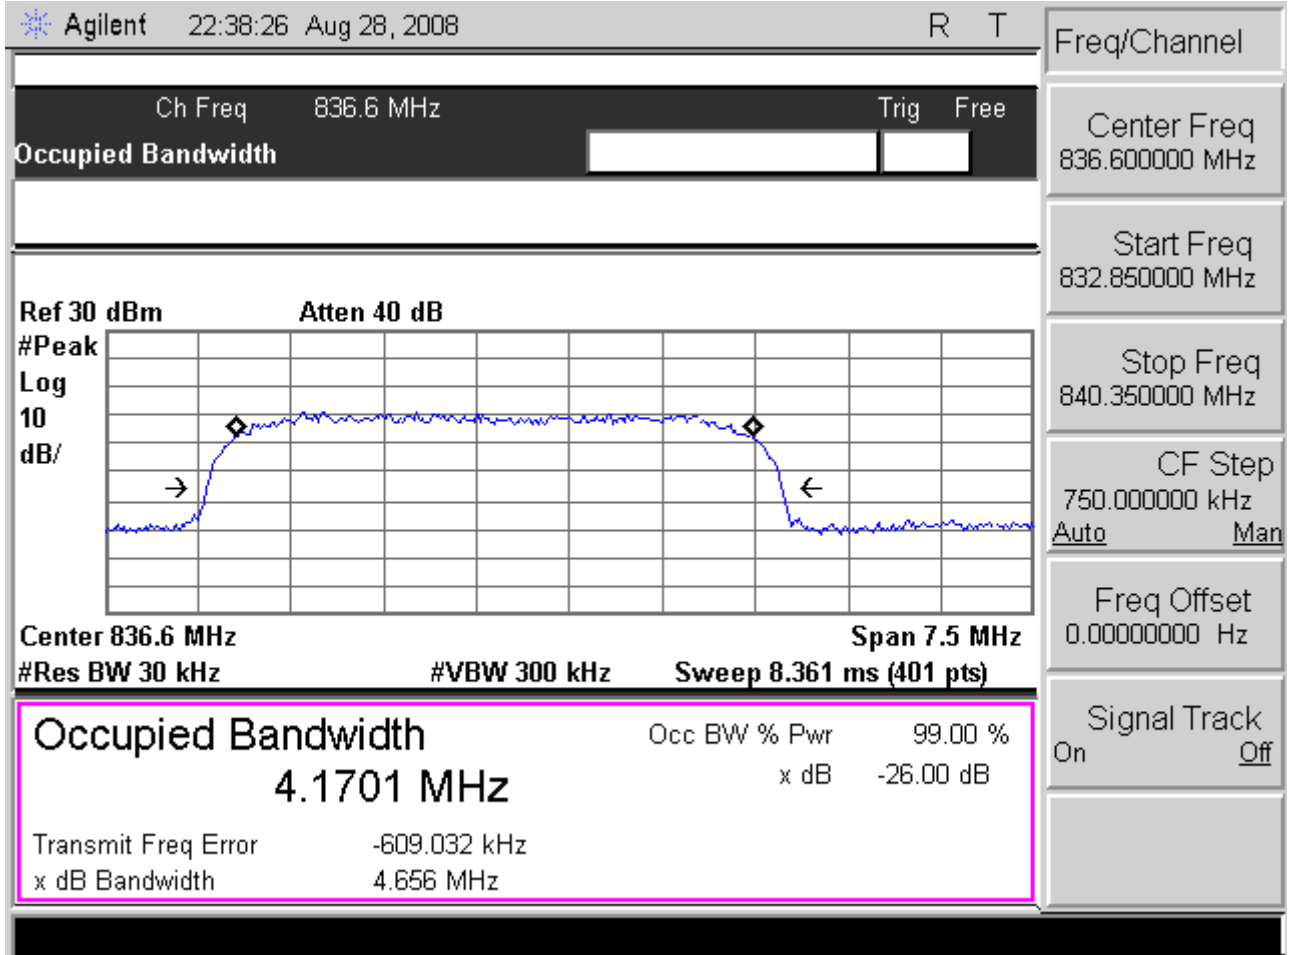 Agilent 22:38:26 Aug 28, 2008 R T
Freq/Channel
Ch Freq 836.6 MHz Trig Free
Occupied Bandwidth
Center Freq
836.600000 MHz
Start Freq
832.850000 MHz
Stop Freq
840.350000 MHz
CF Step
750.000000 kHz
Auto Man
Freq Offset
0.00000000 Hz
Signal Track
On Off
Ref 30 dBm Atten 40 dB
#Peak
Log
10
dB/
Center 836.6 MHz Span 7.5 MHz
#Res BW 30 kHz #VBW 300 kHz Sweep 8.361 ms (401 pts)
Occupied Bandwidth Occ BW % Pwr 99.00 %
4.1701 MHz x dB -26.00 dB
Transmit Freq Error -609.032 kHz
x dB Bandwidth 4.656 MHz